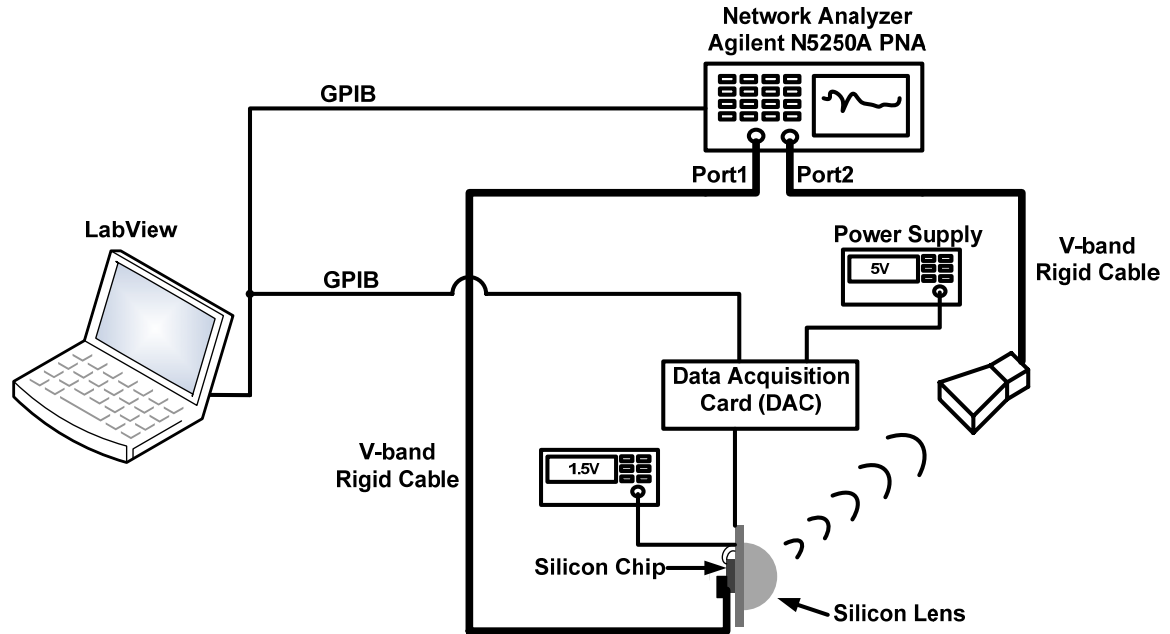 Network Analyzer
Agilent N5250A PNA
GPIB
Port1
Port2
LabView
Power Supply
5V
V-band
Rigid Cable
GPIB
Data Acquisition
Card (DAC)
V-band
Rigid Cable
1.5V
Silicon Chip
Silicon Lens